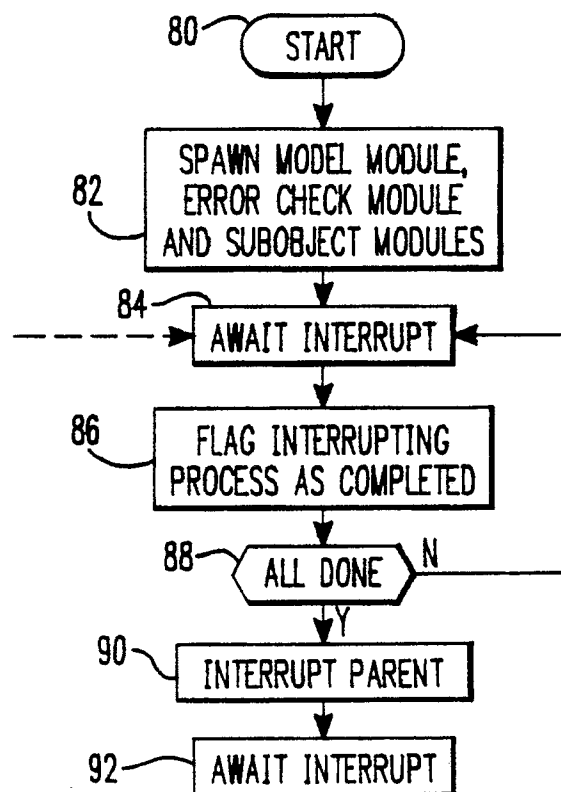 80
START
82
SPAWN MODEL MODULE,
ERROR CHECK MODULE
AND SUBOBJECT MODULES
84
AWAIT INTERRUPT
86
FLAG INTERRUPTING
PROCESS AS COMPLETED
88
ALL DONE
N
Y
90
INTERRUPT PARENT
92
AWAIT INTERRUPT